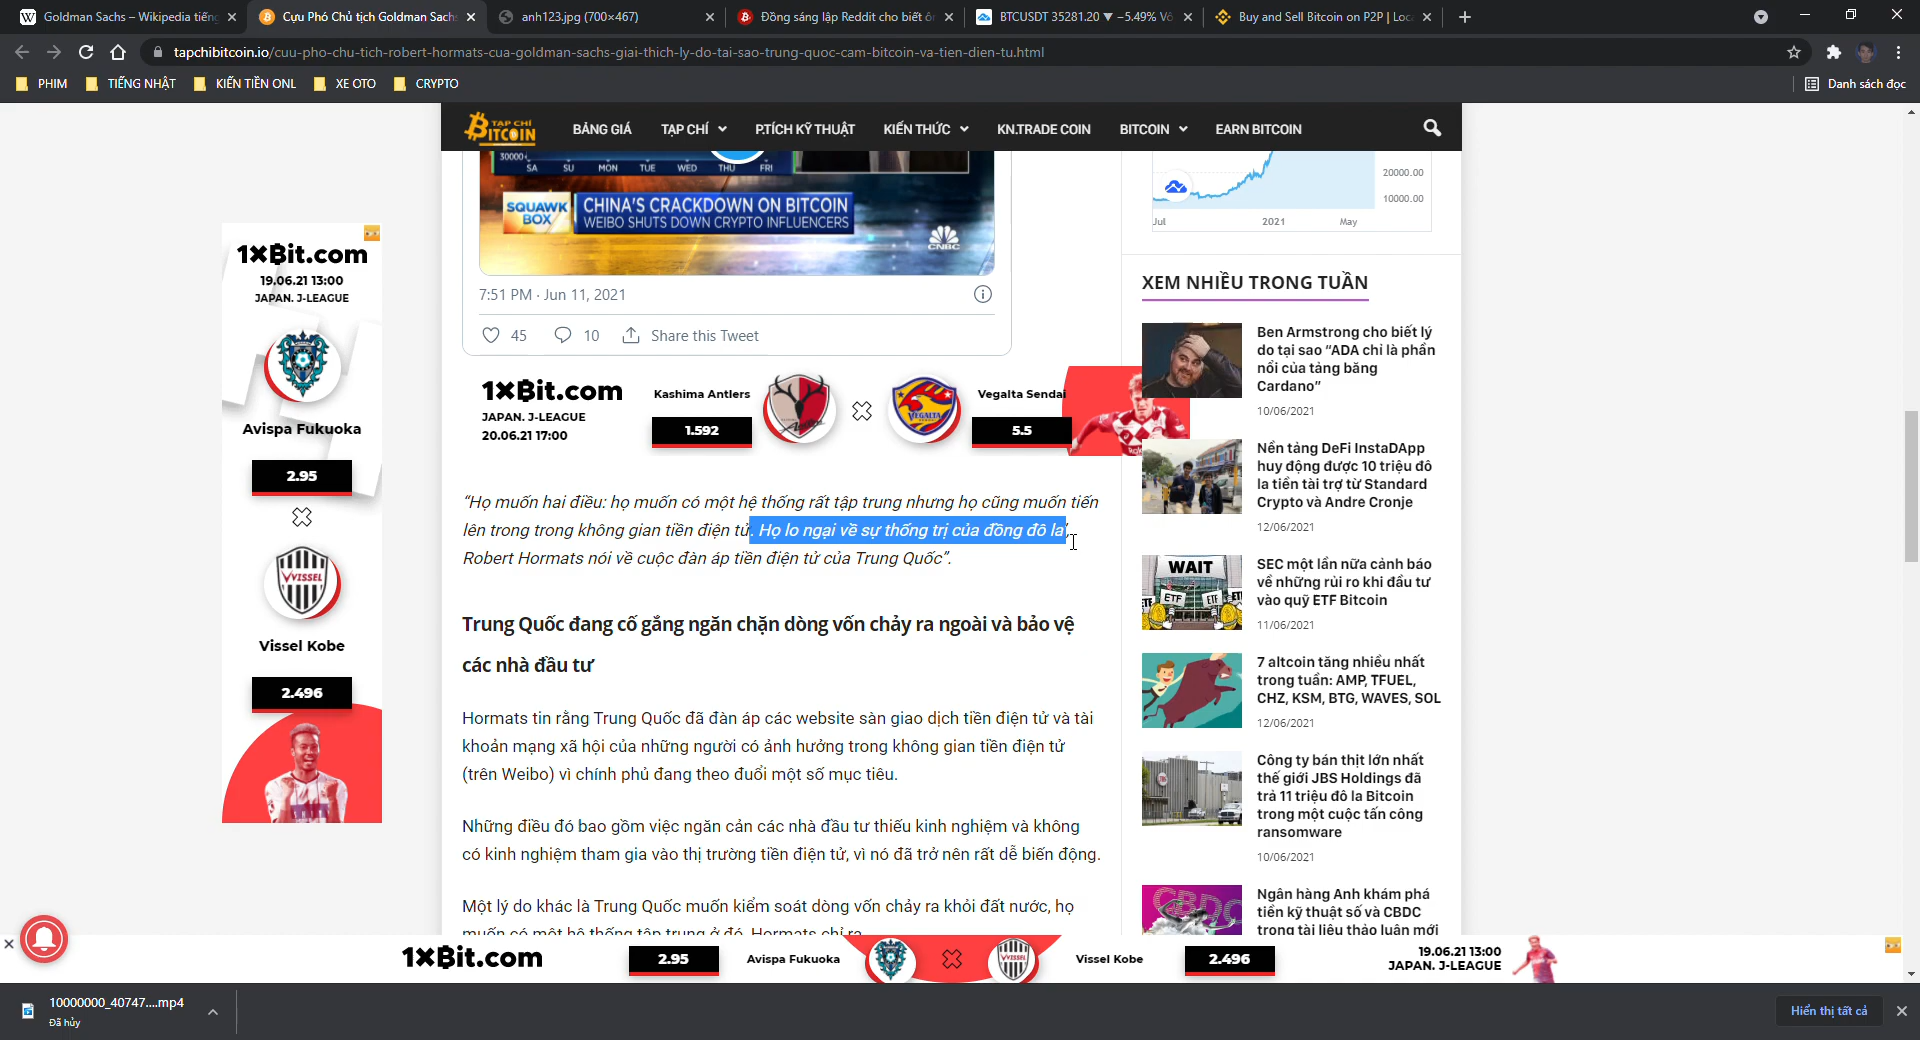 Goldman Sachs – Wikipedia tiếng
Cựu Phó Chủ tịch Goldman Sachs
anh123.jpg (700×467)
Đồng sáng lập Reddit cho biết ôn
BTCUSDT 35281.20 ▼ −5.49% Vô
Buy and Sell Bitcoin on P2P | Loc
tapchibitcoin.io/cuu-pho-chu-tich-robert-hormats-cua-goldman-sachs-giai-thich-ly-do-tai-sao-trung-quoc-cam-bitcoin-va-tien-dien-tu.html
PHIM
TIẾNG NHẬT
KIẾN TIỀN ONL
XE OTO
CRYPTO
Danh sách đọc
TẠP CHÍ
BITCOIN
BẢNG GIÁ
TẠP CHÍ
P.TÍCH KỸ THUẬT
KIẾN THỨC
KN.TRADE COIN
BITCOIN
EARN BITCOIN
30000
SA SU MON TUE WED THU FRI
SQUAWK BOX
CHINA'S CRACKDOWN ON BITCOIN
WEIBO SHUTS DOWN CRYPTO INFLUENCERS
CNBC
7:51 PM · Jun 11, 2021
45
10
Share this Tweet
1xBit.com
JAPAN. J-LEAGUE
20.06.21 17:00
Kashima Antlers
1.592
Vegalta Sendai
5.5
“Họ muốn hai điều: họ muốn có một hệ thống rất tập trung nhưng họ cũng muốn tiến
lên trong trong không gian tiền điện tử. Họ lo ngại về sự thống trị của đồng đô la”,
Robert Hormats nói về cuộc đàn áp tiền điện tử của Trung Quốc”.
Trung Quốc đang cố gắng ngăn chặn dòng vốn chảy ra ngoài và bảo vệ
các nhà đầu tư
Hormats tin rằng Trung Quốc đã đàn áp các website sàn giao dịch tiền điện tử và tài
khoản mạng xã hội của những người có ảnh hưởng trong không gian tiền điện tử
(trên Weibo) vì chính phủ đang theo đuổi một số mục tiêu.
Những điều đó bao gồm việc ngăn cản các nhà đầu tư thiếu kinh nghiệm và không
có kinh nghiệm tham gia vào thị trường tiền điện tử, vì nó đã trở nên rất dễ biến động.
Một lý do khác là Trung Quốc muốn kiểm soát dòng vốn chảy ra khỏi đất nước, họ
muốn có một hệ thống tập trung ở đó, Hormats chỉ ra
1xBit.com
19.06.21 13:00
JAPAN. J-LEAGUE
Avispa Fukuoka
2.95
VISSEL
Vissel Kobe
2.496
20000.00
10000.00
Jul
2021
May
XEM NHIỀU TRONG TUẦN
Ben Armstrong cho biết lý
do tại sao “ADA chỉ là phần
nổi của tảng băng
Cardano”
10/06/2021
Nền tảng DeFi InstaDApp
huy động được 10 triệu đô
la tiền tài trợ từ Standard
Crypto và Andre Cronje
12/06/2021
WAIT
ETF
ETF
SEC một lần nữa cảnh báo
về những rủi ro khi đầu tư
vào quỹ ETF Bitcoin
11/06/2021
7 altcoin tăng nhiều nhất
trong tuần: AMP, TFUEL,
CHZ, KSM, BTG, WAVES, SOL
12/06/2021
Công ty bán thịt lớn nhất
thế giới JBS Holdings đã
trả 11 triệu đô la Bitcoin
trong một cuộc tấn công
ransomware
10/06/2021
CBDC
Ngân hàng Anh khám phá
tiền kỹ thuật số và CBDC
trong tài liệu thảo luận mới
1xBit.com
2.95
Avispa Fukuoka
Vissel Kobe
2.496
19.06.21 13:00
JAPAN. J-LEAGUE
10000000_40747....mp4
Đã hủy
Hiển thị tất cả